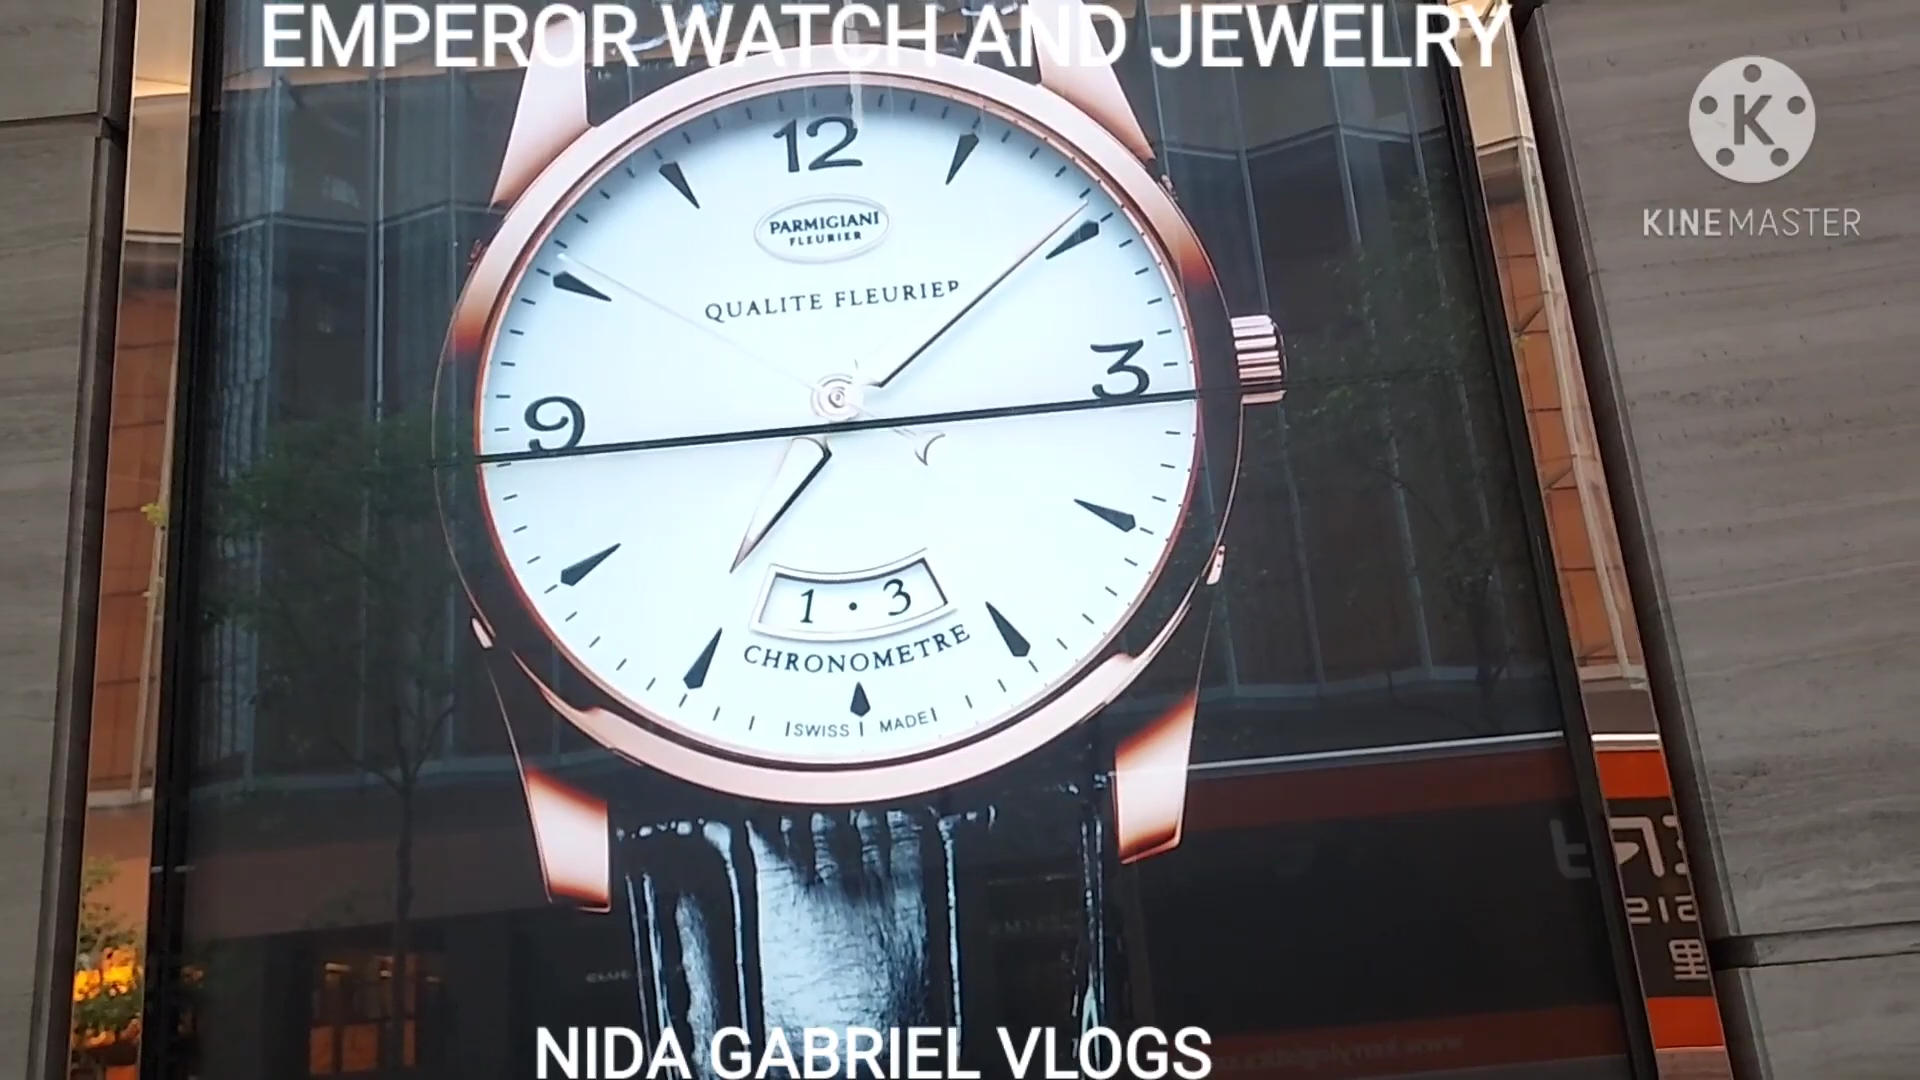 EMPEROR WATCH AND JEWELRY
KINEMASTER
12
PARMIGIANI
FLEURIER
QUALITE FLEURIER
3
9
1 · 3
CHRONOMETRE
SWISS MADE
里
NIDA GABRIEL VLOGS